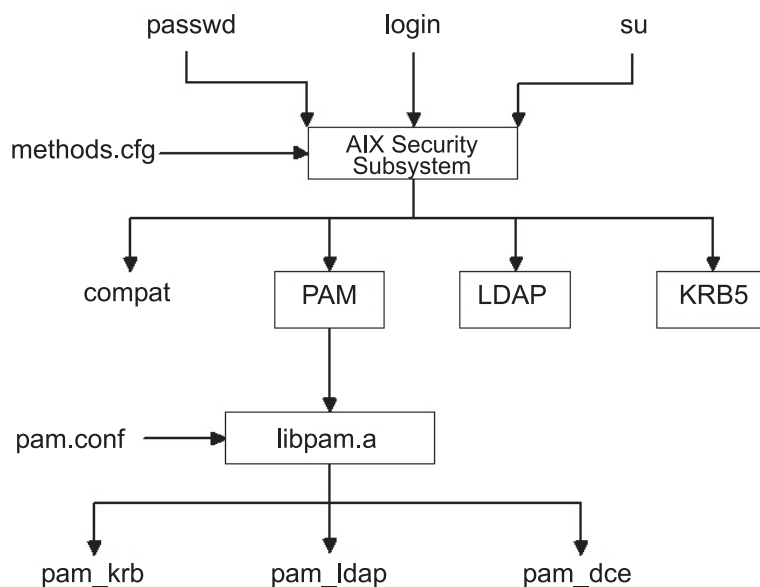 passwd
login
su
methods.cfg
AIX Security
Subsystem
compat
PAM
LDAP
KRB5
pam.conf
libpam.a
pam_krb
pam_ldap
pam_dce